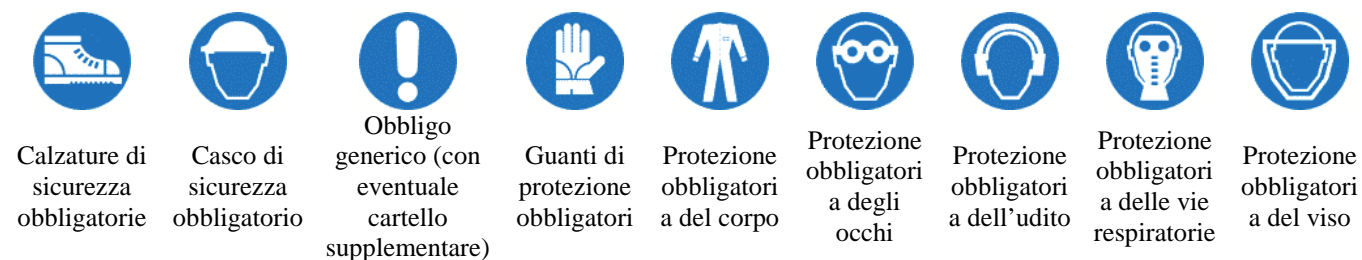 Calzature di
sicurezza
obbligatorie
Casco di
sicurezza
obbligatorio
Obbligo
generico (con
eventuale
cartello
supplementare)
Guanti di
protezione
obbligatori
Protezione
obbligatori
a del corpo
Protezione
obbligatori
a degli
occhi
Protezione
obbligatori
a dell’udito
Protezione
obbligatori
a delle vie
respiratorie
Protezione
obbligatori
a del viso